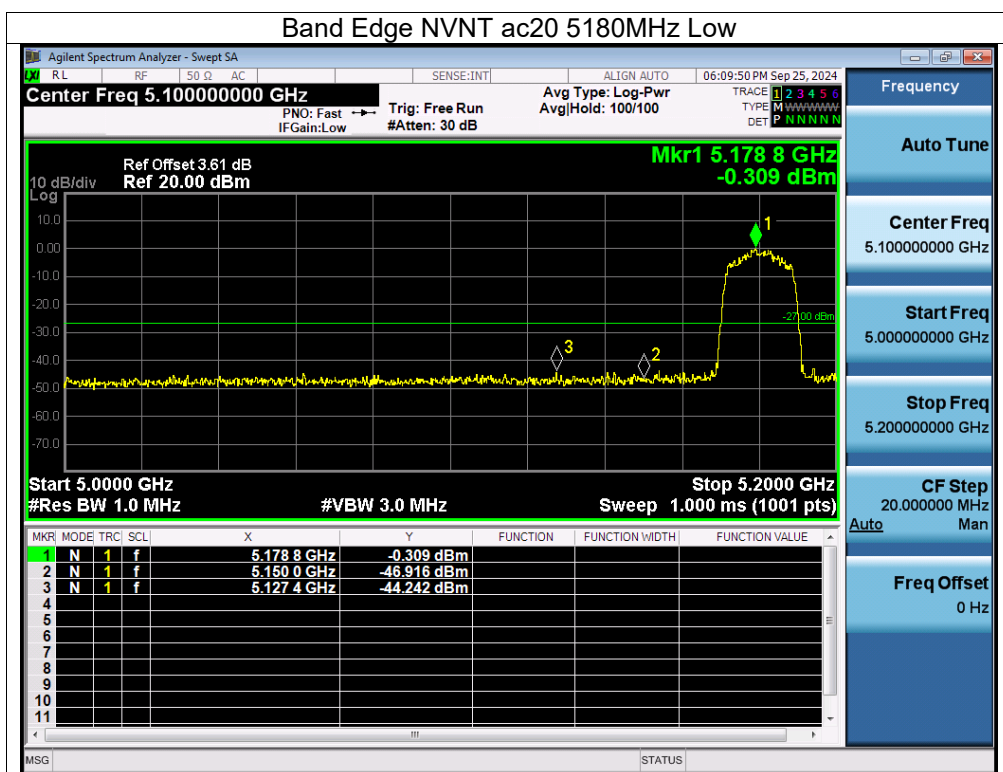 Band Edge NVNT ac20 5180MHz Low
Agilent Spectrum Analyzer - Swept SA
LXI RL RF 50 Ω AC SENSE:INT ALIGN AUTO 06:09:50 PM Sep 25, 2024
Center Freq 5.100000000 GHz
PNO: Fast
IFGain:Low
Trig: Free Run
#Atten: 30 dB
Avg Type: Log-Pwr
Avg|Hold: 100/100
TRACE 1 2 3 4 5 6
TYPE M WWWWW
DET P N N N N N
Mkr1 5.178 8 GHz
-0.309 dBm
Ref Offset 3.61 dB
10 dB/div Ref 20.00 dBm
Log
10.0
0.00
-10.0
-20.0
-30.0
-40.0
-50.0
-60.0
-70.0
1
-27.00 dBm
3
2
Start 5.0000 GHz Stop 5.2000 GHz
#Res BW 1.0 MHz #VBW 3.0 MHz Sweep 1.000 ms (1001 pts)
MKR MODE TRC SCL X Y FUNCTION FUNCTION WIDTH FUNCTION VALUE
1 N 1 f 5.178 8 GHz -0.309 dBm
2 N 1 f 5.150 0 GHz -46.916 dBm
3 N 1 f 5.127 4 GHz -44.242 dBm
4
5
6
7
8
9
10
11
MSG STATUS
Frequency
Auto Tune
Center Freq
5.100000000 GHz
Start Freq
5.000000000 GHz
Stop Freq
5.200000000 GHz
CF Step
20.000000 MHz
Auto Man
Freq Offset
0 Hz